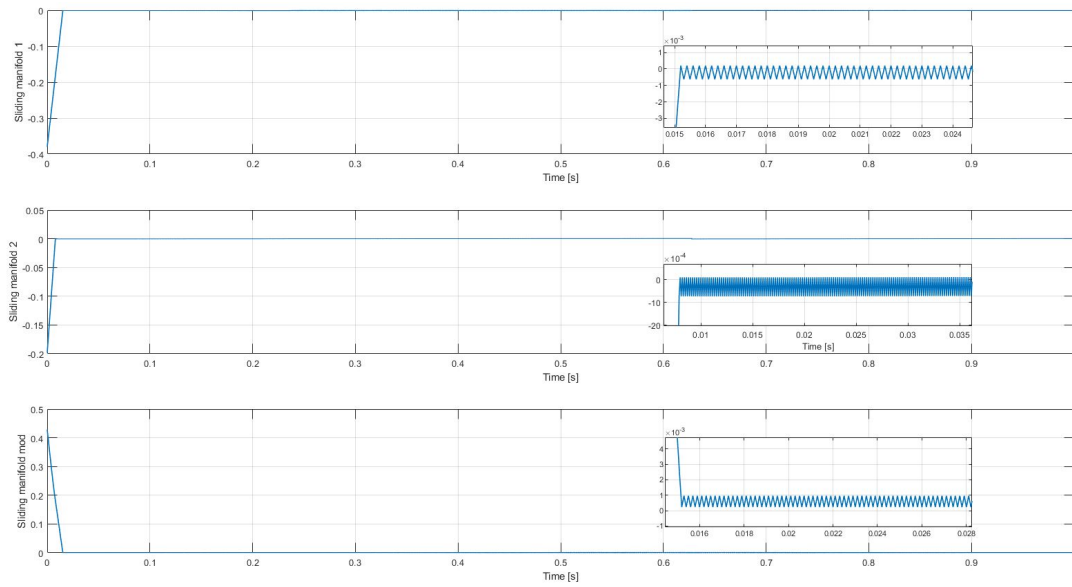 Sliding manifold 1
0
-0.1
-0.2
-0.3
-0.4
0 0.1 0.2 0.3 0.4 0.5 0.6 0.7 0.8 0.9
Time [s]
×10⁻³
1
0
-1
-2
-3
0.015 0.016 0.017 0.018 0.019 0.02 0.021 0.022 0.023 0.024
Sliding manifold 2
0.05
0
-0.05
-0.1
-0.15
-0.2
0 0.1 0.2 0.3 0.4 0.5 0.6 0.7 0.8 0.9
Time [s]
×10⁻⁴
0
-10
-20
0.01 0.015 0.02 0.025 0.03 0.035
Time [s]
Sliding manifold mod
0.5
0.4
0.3
0.2
0.1
0
0 0.1 0.2 0.3 0.4 0.5 0.6 0.7 0.8 0.9
Time [s]
×10⁻³
4
3
2
1
0
-1
0.016 0.018 0.02 0.022 0.024 0.026 0.028